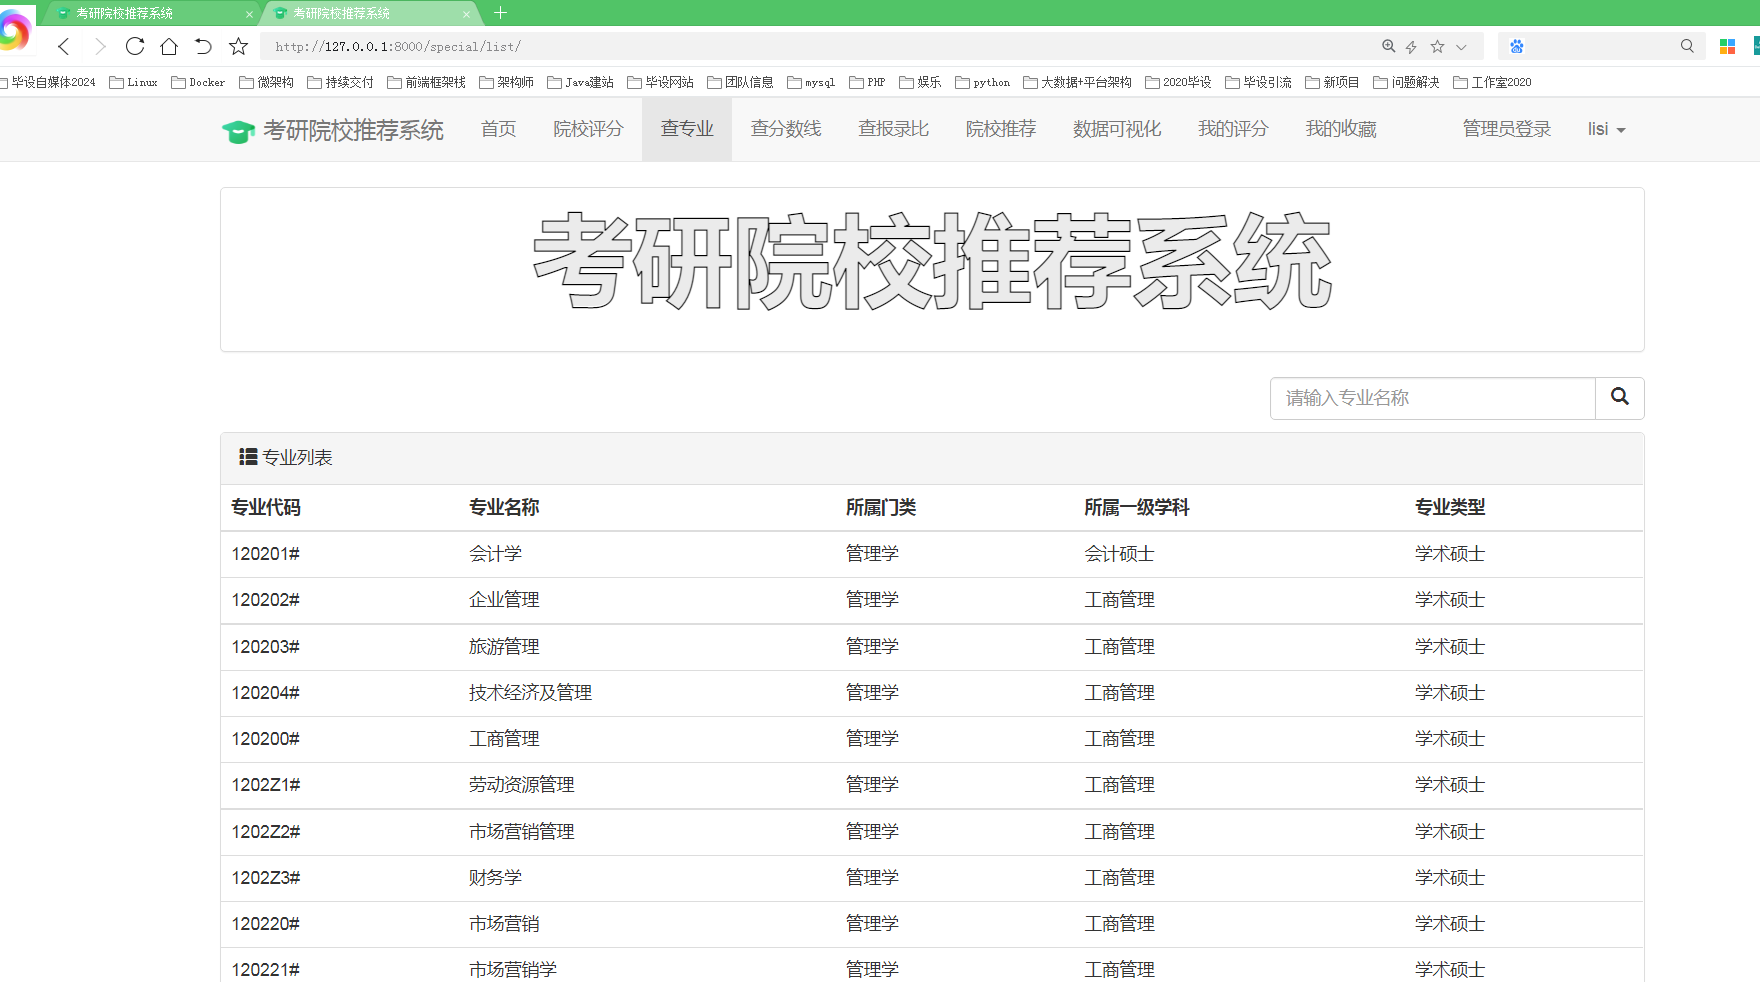 考研院校推荐系统 考研院校推荐系统
http://127.0.0.1:8000/special/list/
毕设自媒体2024 Linux Docker 微架构 持续交付 前端框架栈 架构师 Java建站 毕设网站 团队信息 mysql PHP 娱乐 python 大数据+平台架构 2020毕设 毕设引流 新项目 问题解决 工作室2020
考研院校推荐系统 首页 院校评分 查专业 查分数线 查报录比 院校推荐 数据可视化 我的评分 我的收藏 管理员登录 lisi
考研院校推荐系统
请输入专业名称
专业列表
专业代码 专业名称 所属门类 所属一级学科 专业类型
120201# 会计学 管理学 会计硕士 学术硕士
120202# 企业管理 管理学 工商管理 学术硕士
120203# 旅游管理 管理学 工商管理 学术硕士
120204# 技术经济及管理 管理学 工商管理 学术硕士
120200# 工商管理 管理学 工商管理 学术硕士
1202Z1# 劳动资源管理 管理学 工商管理 学术硕士
1202Z2# 市场营销管理 管理学 工商管理 学术硕士
1202Z3# 财务学 管理学 工商管理 学术硕士
120220# 市场营销 管理学 工商管理 学术硕士
120221# 市场营销学 管理学 工商管理 学术硕士